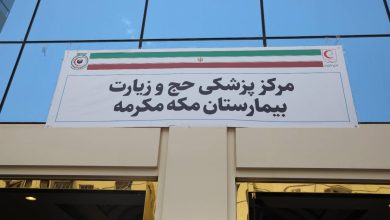 مرکز پزشکی حج و زیارت
بیمارستان مکه مکرمه